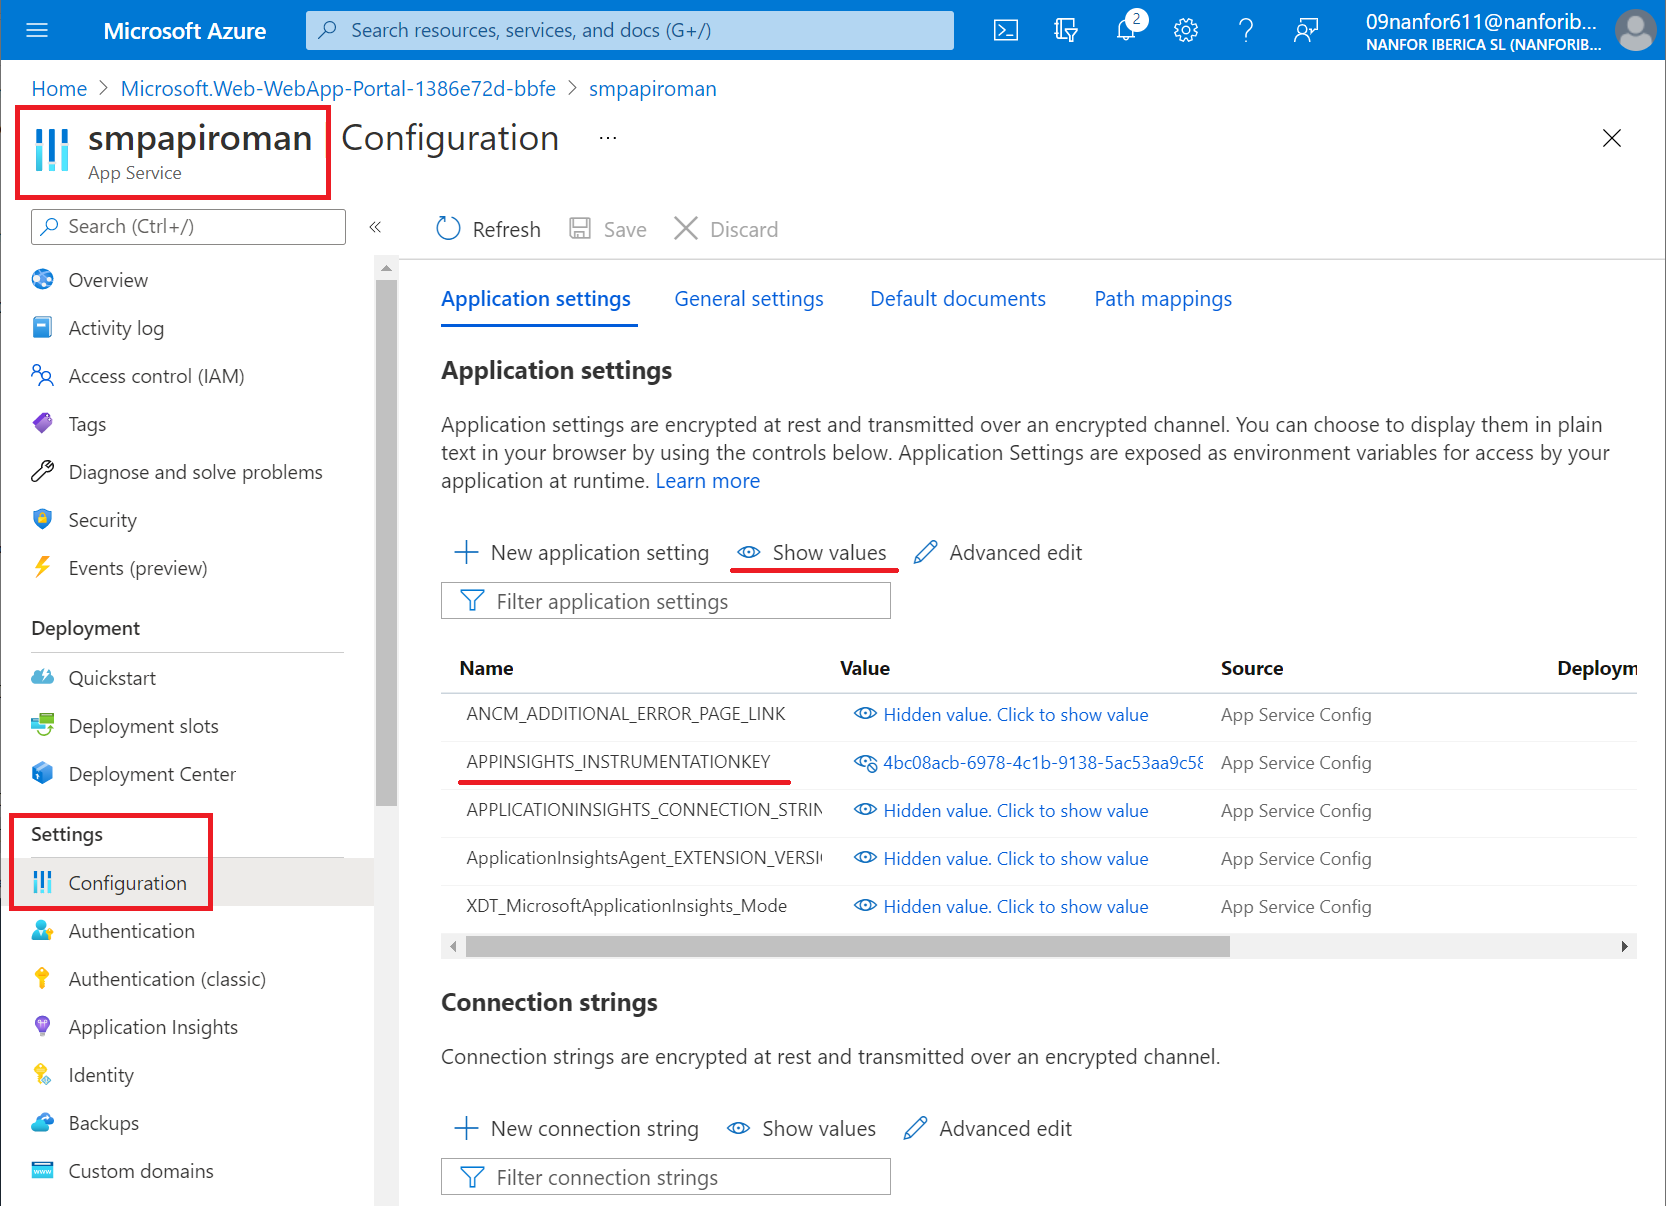 Microsoft Azure
Search resources, services, and docs (G+/)
2
09nanfor611@nanforib...
NANFOR IBERICA SL (NANFORIB...
Home > Microsoft.Web-WebApp-Portal-1386e72d-bbfe > smpapiroman
smpapiroman Configuration ...
App Service
Search (Ctrl+/)
«
Refresh Save Discard
Overview
Activity log
Access control (IAM)
Tags
Diagnose and solve problems
Security
Events (preview)
Deployment
Quickstart
Deployment slots
Deployment Center
Settings
Configuration
Authentication
Authentication (classic)
Application Insights
Identity
Backups
Custom domains
Application settings General settings Default documents Path mappings
Application settings
Application settings are encrypted at rest and transmitted over an encrypted channel. You can choose to display them in plain
text in your browser by using the controls below. Application Settings are exposed as environment variables for access by your
application at runtime. Learn more
New application setting Show values Advanced edit
Filter application settings
Name Value Source Deploym
ANCM_ADDITIONAL_ERROR_PAGE_LINK Hidden value. Click to show value App Service Config
APPINSIGHTS_INSTRUMENTATIONKEY 4bc08acb-6978-4c1b-9138-5ac53aa9c58 App Service Config
APPLICATIONINSIGHTS_CONNECTION_STRIN Hidden value. Click to show value App Service Config
ApplicationInsightsAgent_EXTENSION_VERSI Hidden value. Click to show value App Service Config
XDT_MicrosoftApplicationInsights_Mode Hidden value. Click to show value App Service Config
Connection strings
Connection strings are encrypted at rest and transmitted over an encrypted channel.
New connection string Show values Advanced edit
Filter connection strings